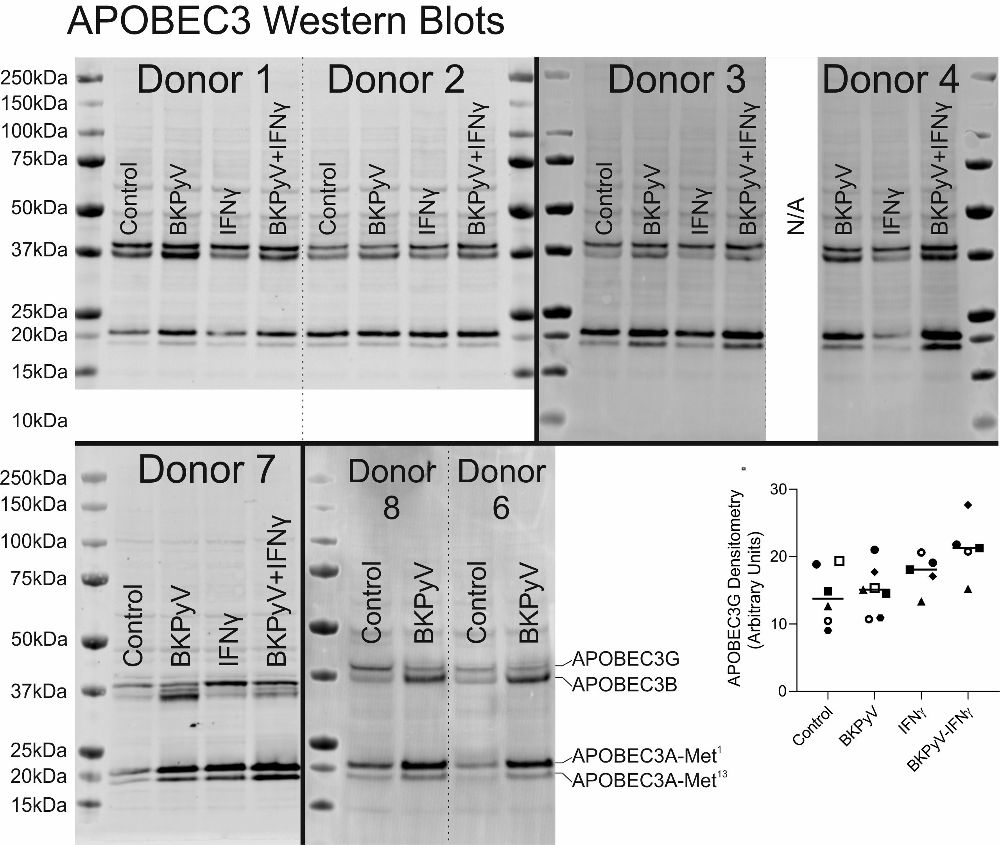 APOBEC3 Western Blots
Donor 1
Donor 2
Donor 3
Donor 4
250kDa
150kDa
100kDa
75kDa
50kDa
37kDa
25kDa
20kDa
15kDa
10kDa
Control
BKPyV
IFNγ
BKPyV+IFNγ
Control
BKPyV
IFNγ
BKPyV+IFNγ
Control
BKPyV
IFNγ
BKPyV+IFNγ
N/A
BKPyV
IFNγ
BKPyV+IFNγ
Donor 7
250kDa
150kDa
100kDa
75kDa
50kDa
37kDa
25kDa
20kDa
15kDa
Control
BKPyV
IFNγ
BKPyV+IFNγ
Donor
8
Donor
6
Control
BKPyV
Control
BKPyV
APOBEC3G
APOBEC3B
APOBEC3A-Met¹
APOBEC3A-Met¹³
APOBEC3G Densitometry
(Arbitrary Units)
30
20
10
0
Control
BKPyV
IFNγ
BKPyV-IFNγ